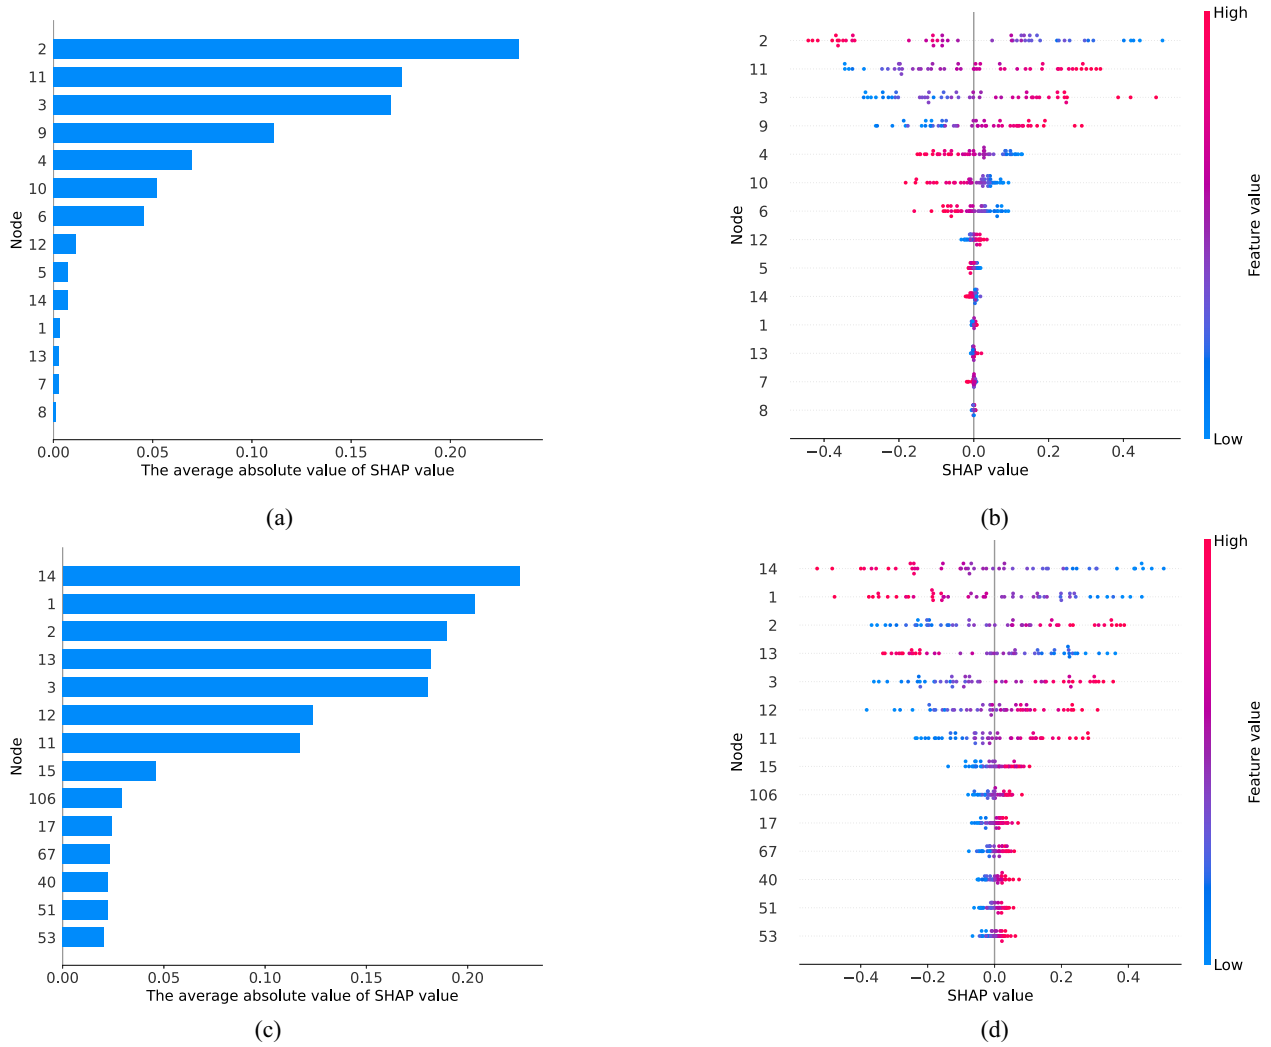 2
11
3
9
4
10
6
12
5
14
1
13
7
8
Node
0.00 0.05 0.10 0.15 0.20
The average absolute value of SHAP value
(a)
2
11
3
9
4
10
6
12
5
14
1
13
7
8
Node
−0.4 −0.2 0.0 0.2 0.4
SHAP value
High
Low
Feature value
(b)
14
1
2
13
3
12
11
15
106
17
67
40
51
53
Node
0.00 0.05 0.10 0.15 0.20
The average absolute value of SHAP value
(c)
14
1
2
13
3
12
11
15
106
17
67
40
51
53
Node
−0.4 −0.2 0.0 0.2 0.4
SHAP value
High
Low
Feature value
(d)